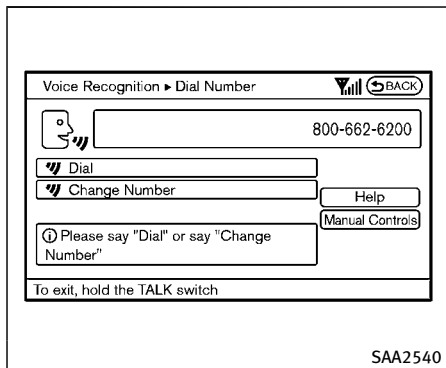 Voice Recognition ▸ Dial Number
BACK
800-662-6200
Dial
Change Number
Help
Manual Controls
Please say "Dial" or say "Change
Number"
To exit, hold the TALK switch
SAA2540